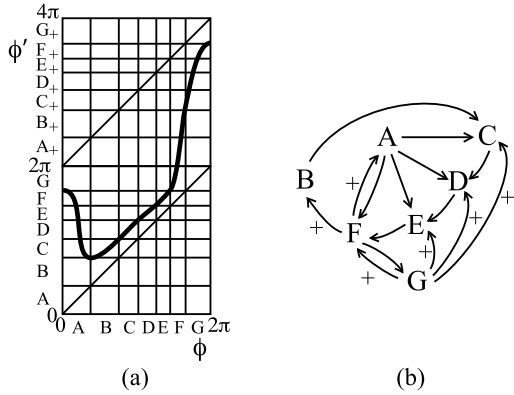 4π
G+
ϕ′
F+
E+
D+
C+
B+
A+
2π
G
F
E
D
C
B
A
0
0 A B C D E F G 2π
ϕ
(a)
A
C
B
D
+
+
+
F
E
+
+
+
G
+
(b)